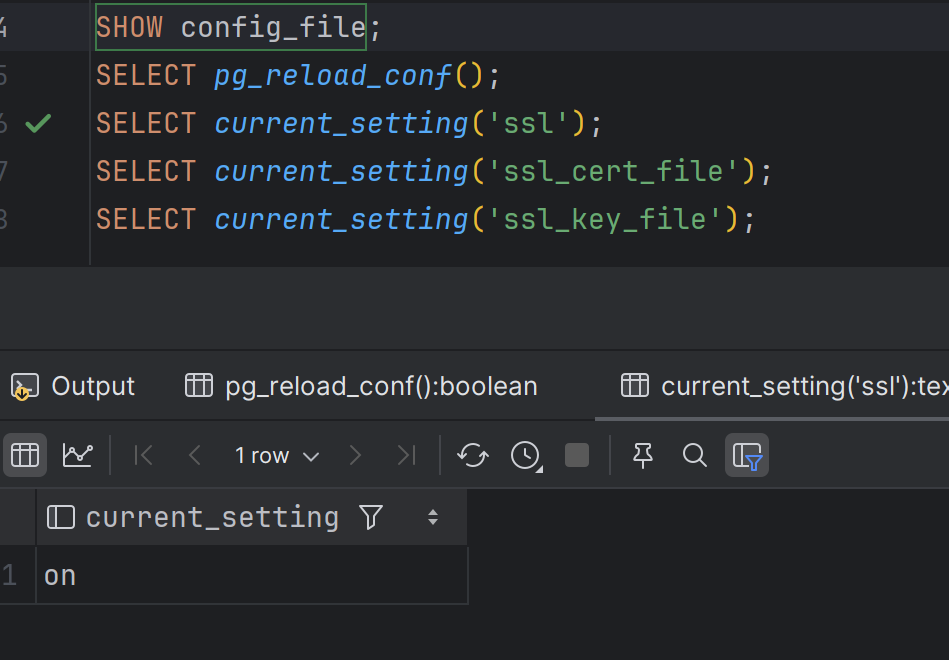 4 SHOW config_file;
5 SELECT pg_reload_conf();
6 SELECT current_setting('ssl');
7 SELECT current_setting('ssl_cert_file');
8 SELECT current_setting('ssl_key_file');
Output pg_reload_conf():boolean current_setting('ssl'):tex
1 row
current_setting
1 on